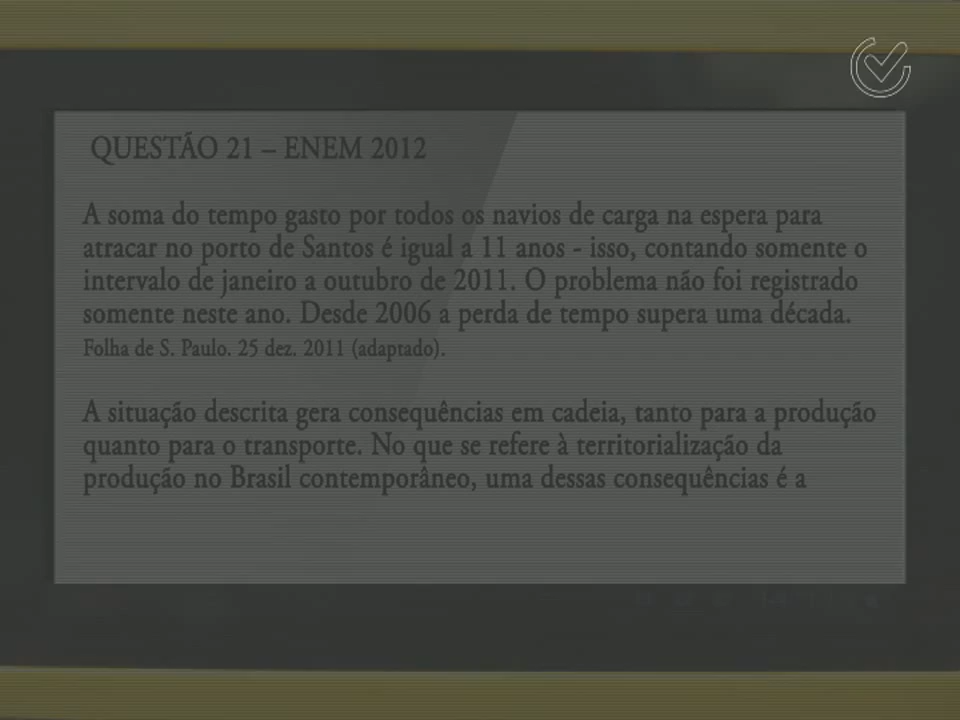 QUESTÃO 21 – ENEM 2012
A soma do tempo gasto por todos os navios de carga na espera para
atracar no porto de Santos é igual a 11 anos - isso, contando somente o
intervalo de janeiro a outubro de 2011. O problema não foi registrado
somente neste ano. Desde 2006 a perda de tempo supera uma década.
Folha de S. Paulo. 25 dez. 2011 (adaptado).
A situação descrita gera consequências em cadeia, tanto para a produção
quanto para o transporte. No que se refere à territorialização da
produção no Brasil contemporâneo, uma dessas consequências é a